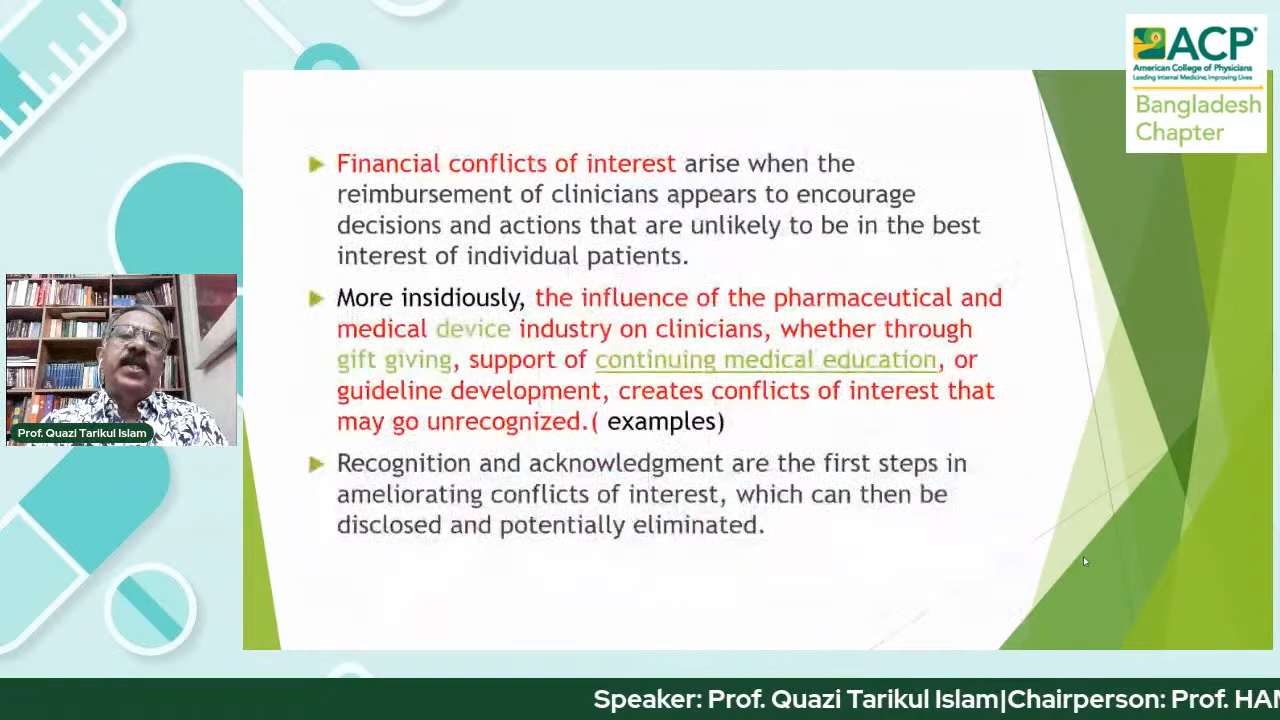 ACP®
American College of Physicians
Leading Internal Medicine, Improving Lives
Bangladesh
Chapter
Financial conflicts of interest arise when the
reimbursement of clinicians appears to encourage
decisions and actions that are unlikely to be in the best
interest of individual patients.
More insidiously, the influence of the pharmaceutical and
medical device industry on clinicians, whether through
gift giving, support of continuing medical education, or
guideline development, creates conflicts of interest that
may go unrecognized.( examples)
Recognition and acknowledgment are the first steps in
ameliorating conflicts of interest, which can then be
disclosed and potentially eliminated.
Prof. Quazi Tarikul Islam
Speaker: Prof. Quazi Tarikul Islam|Chairperson: Prof. HAM